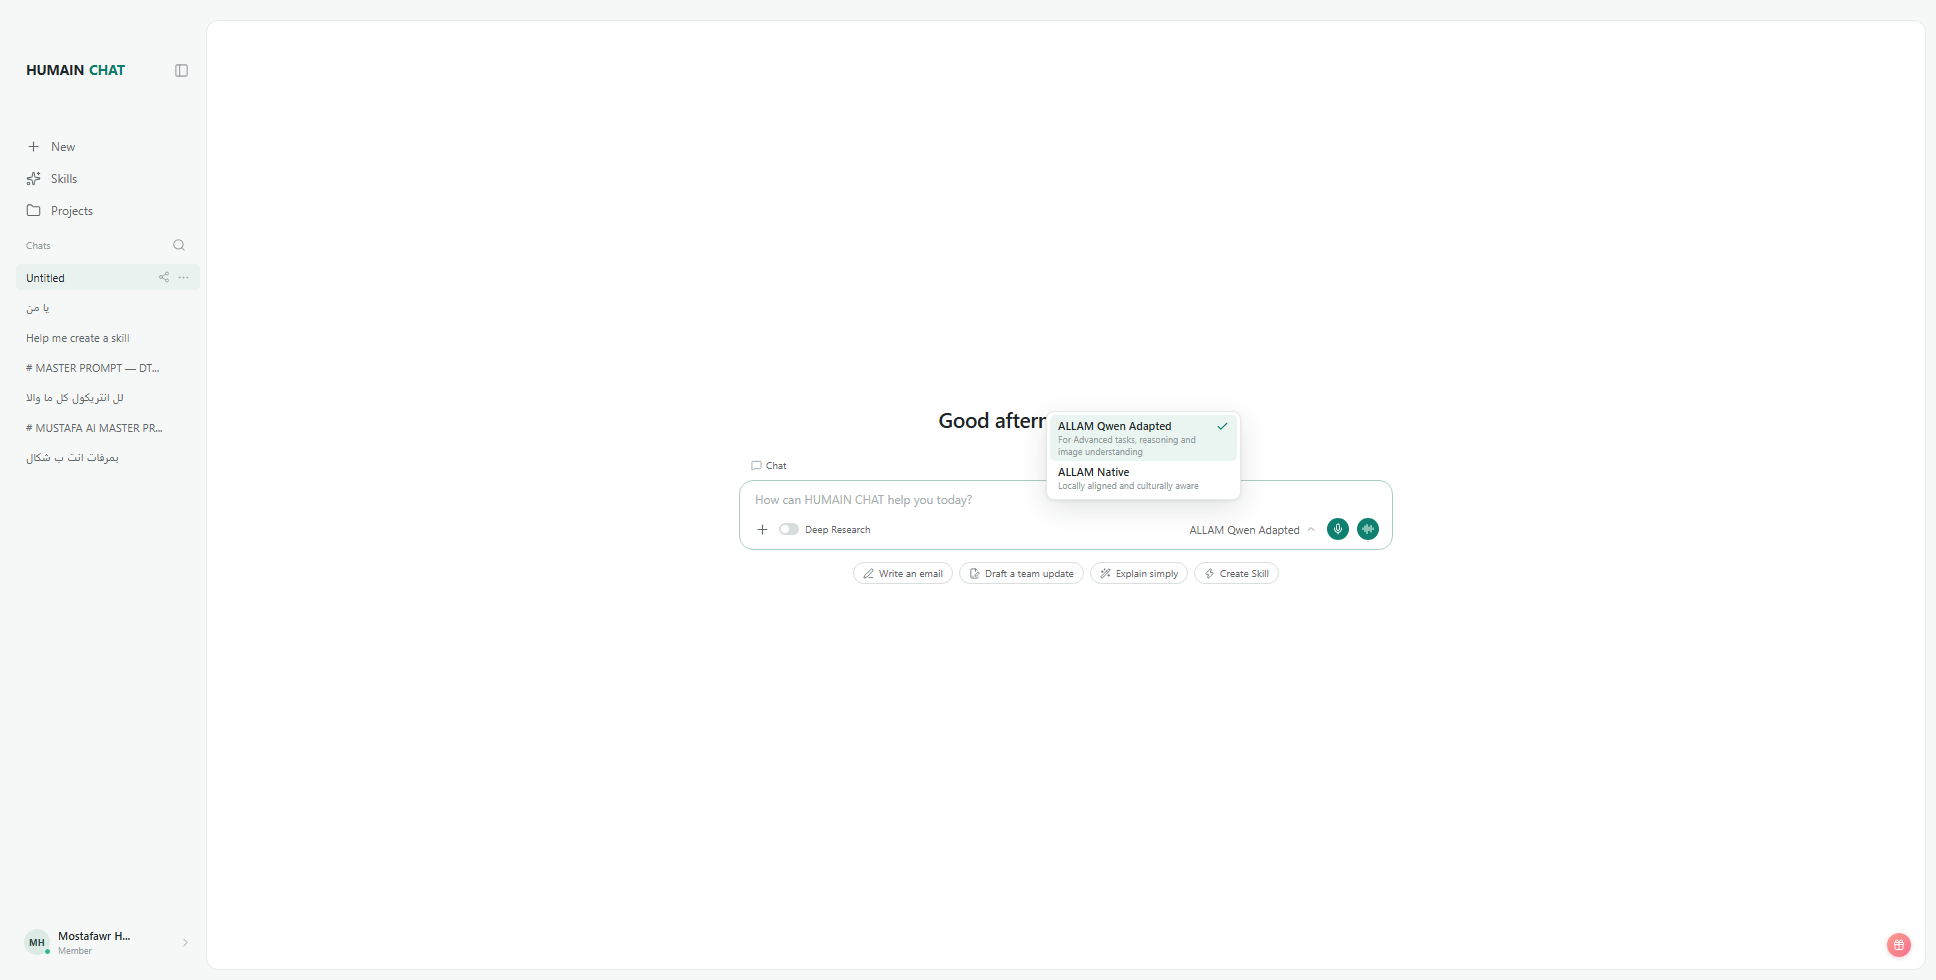 HUMAIN CHAT
New
Skills
Projects
Chats
Untitled
يا من
Help me create a skill
# MASTER PROMPT — DT...
لل انتريكول كل ما والا
# MUSTAFA AI MASTER PR...
بمرفات انت ب شكال
MH
Mostafawr H...
Member
Good aftern
ALLAM Qwen Adapted
For Advanced tasks, reasoning and
image understanding
ALLAM Native
Locally aligned and culturally aware
Chat
How can HUMAIN CHAT help you today?
Deep Research
ALLAM Qwen Adapted
Write an email
Draft a team update
Explain simply
Create Skill